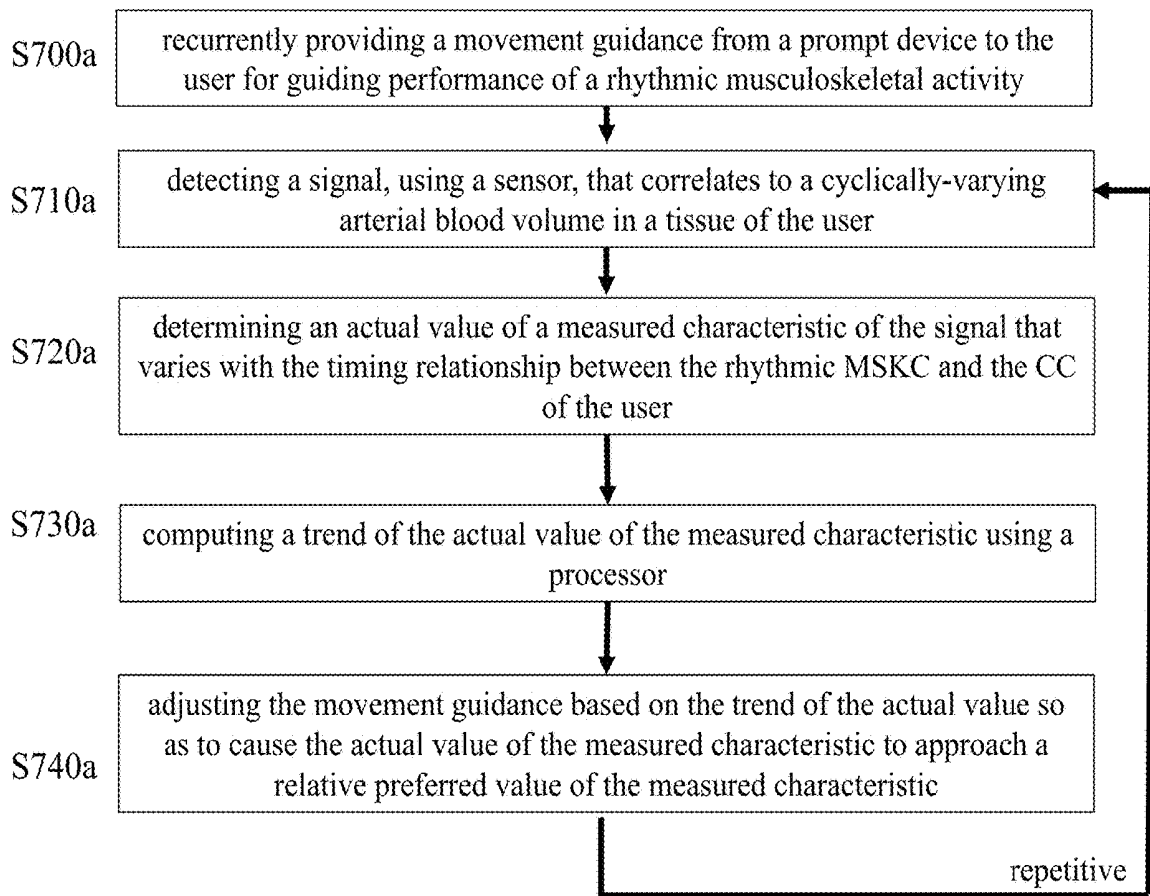 S700a
recurrently providing a movement guidance from a prompt device to the
user for guiding performance of a rhythmic musculoskeletal activity
S710a
detecting a signal, using a sensor, that correlates to a cyclically-varying
arterial blood volume in a tissue of the user
S720a
determining an actual value of a measured characteristic of the signal that
varies with the timing relationship between the rhythmic MSKC and the CC
of the user
S730a
computing a trend of the actual value of the measured characteristic using a
processor
S740a
adjusting the movement guidance based on the trend of the actual value so
as to cause the actual value of the measured characteristic to approach a
relative preferred value of the measured characteristic
repetitive